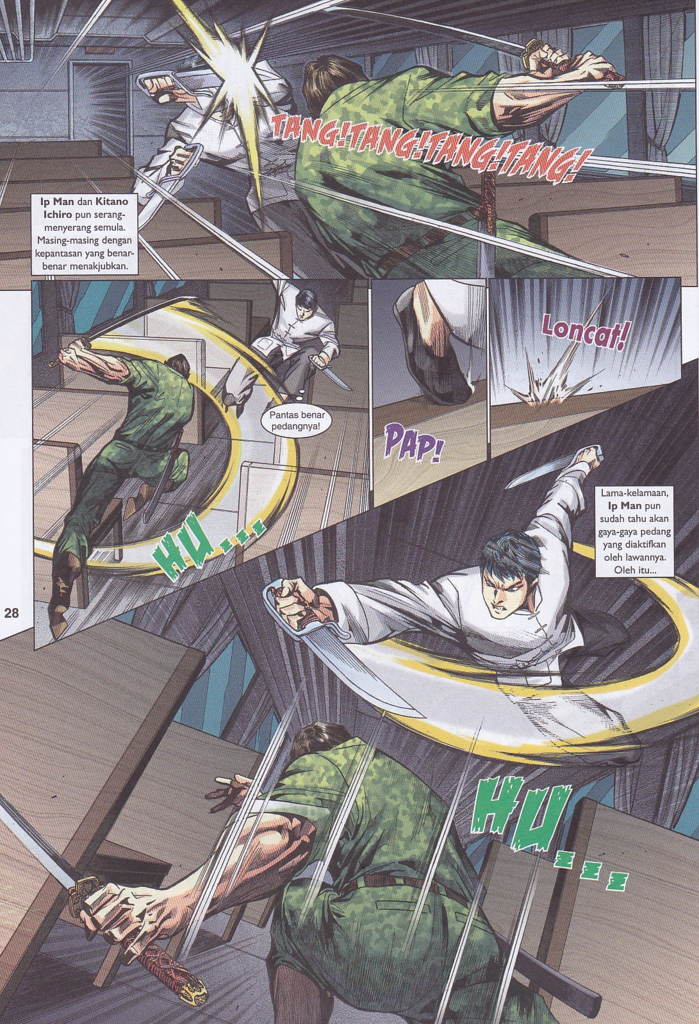 TANG!TANG!TANG!TANG!
Ip Man dan Kitano
Ichiro pun serang-
menyerang semula.
Masing-masing dengan
kepantasan yang benar-
benar menakjubkan.
Pantas benar
pedangnya!
HU...
PAP!
Loncat!
Lama-kelamaan,
Ip Man pun
sudah tahu akan
gaya-gaya pedang
yang diaktifkan
oleh lawannya.
Oleh itu...
HU...
28